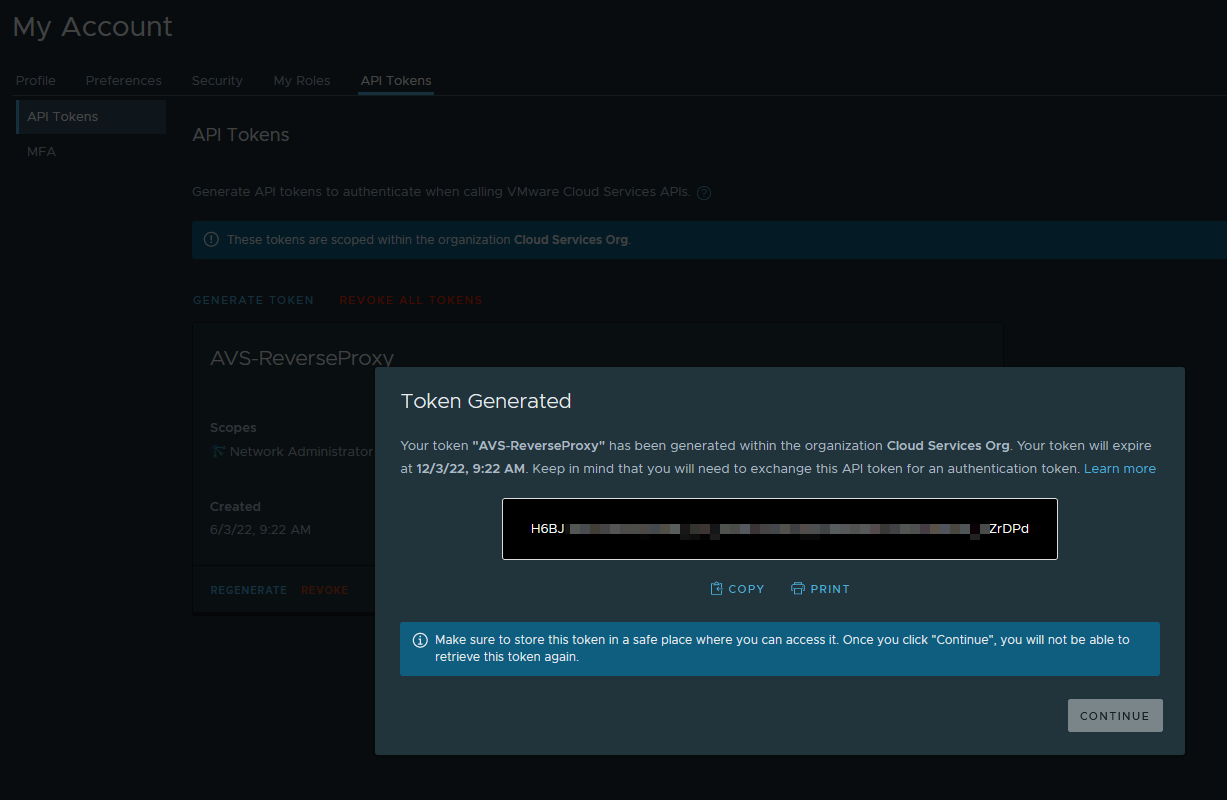 My Account
Profile Preferences Security My Roles API Tokens
API Tokens
MFA
API Tokens
Generate API tokens to authenticate when calling VMware Cloud Services APIs.
These tokens are scoped within the organization Cloud Services Org.
GENERATE TOKEN REVOKE ALL TOKENS
AVS-ReverseProxy
Scopes
Network Administrator
Created
6/3/22, 9:22 AM
REGENERATE REVOKE
Token Generated
Your token "AVS-ReverseProxy" has been generated within the organization Cloud Services Org. Your token will expire
at 12/3/22, 9:22 AM. Keep in mind that you will need to exchange this API token for an authentication token. Learn more
H6BJ ZrDPd
COPY PRINT
Make sure to store this token in a safe place where you can access it. Once you click "Continue", you will not be able to
retrieve this token again.
CONTINUE